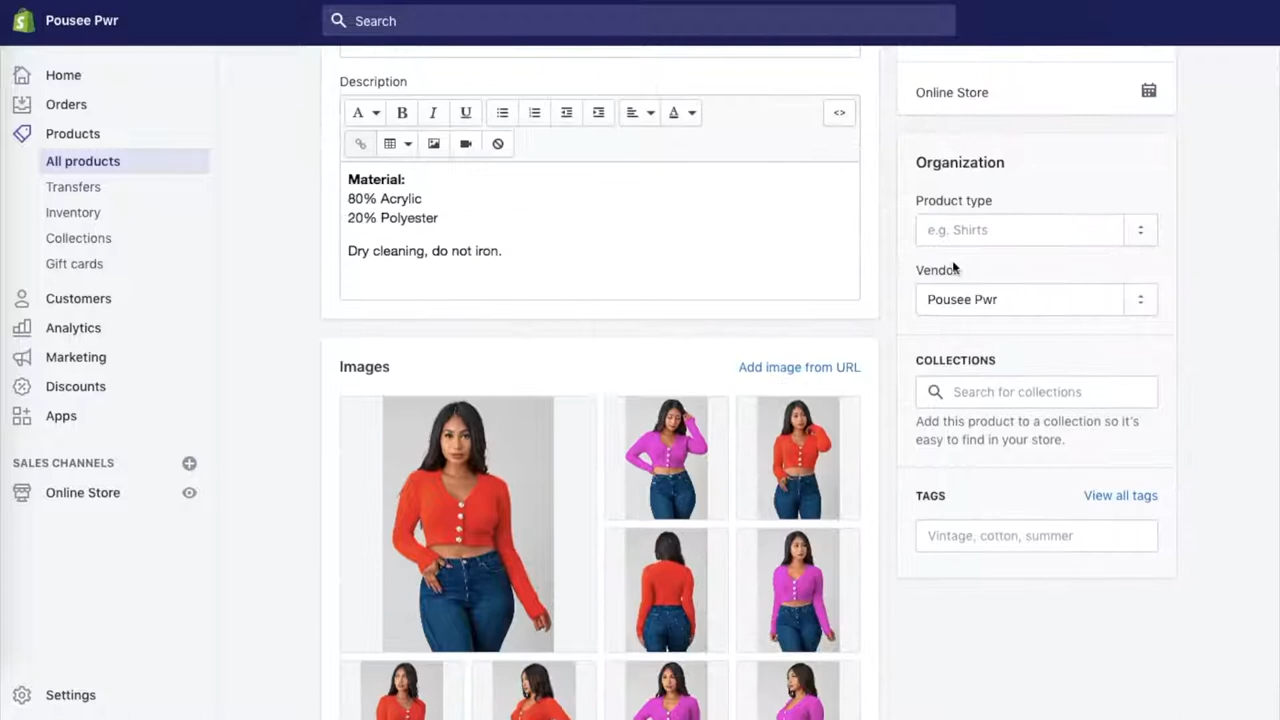 Pousee Pwr
Search
Home
Orders
Products
All products
Transfers
Inventory
Collections
Gift cards
Customers
Analytics
Marketing
Discounts
Apps
SALES CHANNELS
Online Store
Settings
Description
A
B
I
U
A
<>
Material:
80% Acrylic
20% Polyester
Dry cleaning, do not iron.
Images
Add image from URL
Online Store
Organization
Product type
e.g. Shirts
Vendor
Pousee Pwr
COLLECTIONS
Search for collections
Add this product to a collection so it's
easy to find in your store.
TAGS
View all tags
Vintage, cotton, summer